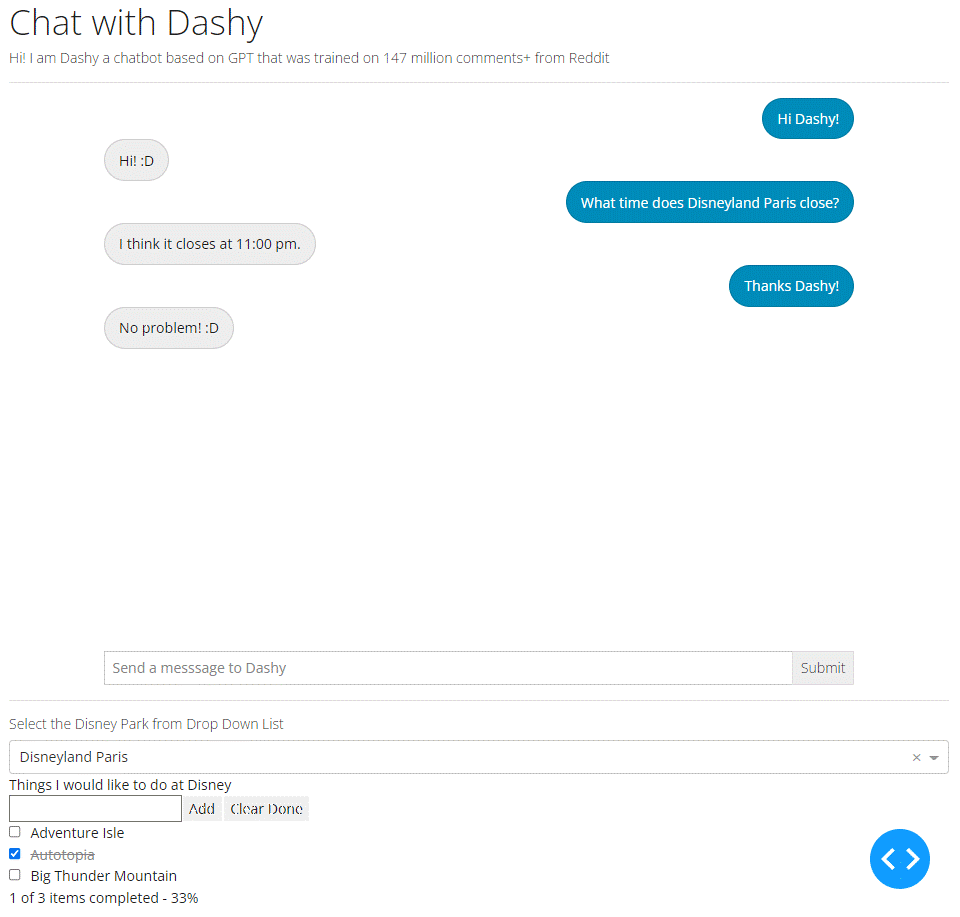 Chat with Dashy
Hi! I am Dashy a chatbot based on GPT that was trained on 147 million comments+ from Reddit
Hi Dashy!
Hi! :D
What time does Disneyland Paris close?
I think it closes at 11:00 pm.
Thanks Dashy!
No problem! :D
Send a messsage to Dashy
Submit
Select the Disney Park from Drop Down List
Disneyland Paris
Things I would like to do at Disney
Add Clear Done
Adventure Isle
Autotopia
Big Thunder Mountain
1 of 3 items completed - 33%